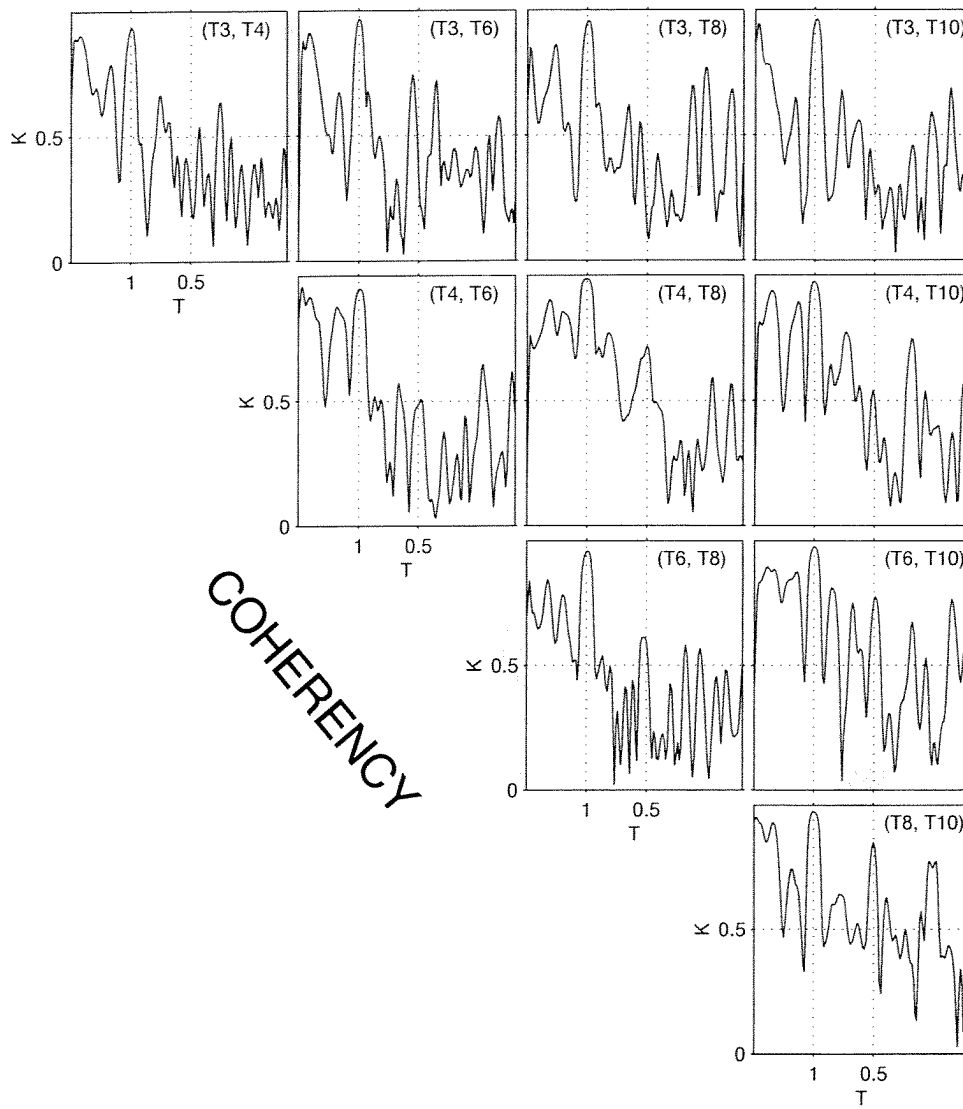 (T3, T4)
(T3, T6)
(T3, T8)
(T3, T10)
K 0.5
0
1 0.5
T
(T4, T6)
(T4, T8)
(T4, T10)
K 0.5
0
1 0.5
T
(T6, T8)
(T6, T10)
K 0.5
0
1 0.5
T
COHERENCY
(T8, T10)
K 0.5
0
1 0.5
T